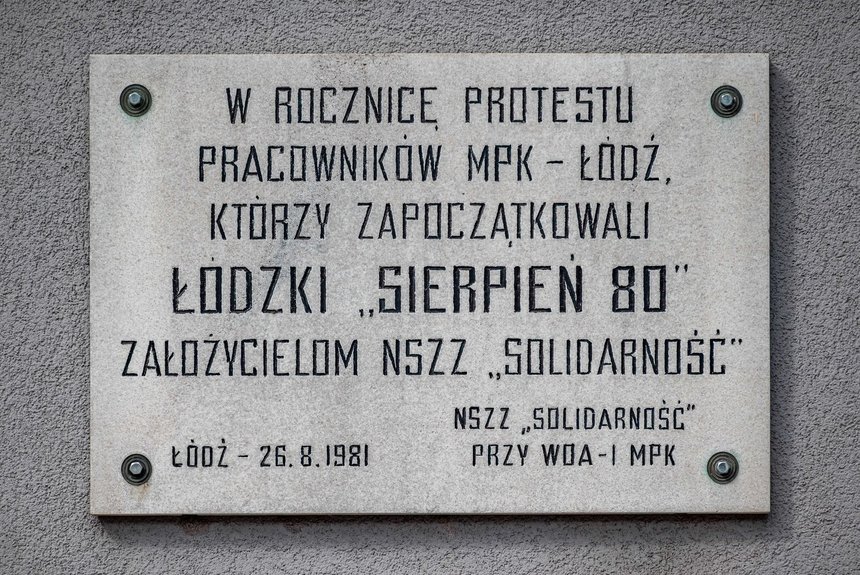 W ROCZNICĘ PROTESTU
PRACOWNIKÓW MPK – ŁÓDŹ,
KTÓRZY ZAPOCZĄTKOWALI
ŁÓDZKI „SIERPIEŃ 80”
ZAŁOŻYCIELOM NSZZ „SOLIDARNOŚĆ”
NSZZ „SOLIDARNOŚĆ”
ŁÓDŹ – 26.8.1981 PRZY WOA-I MPK